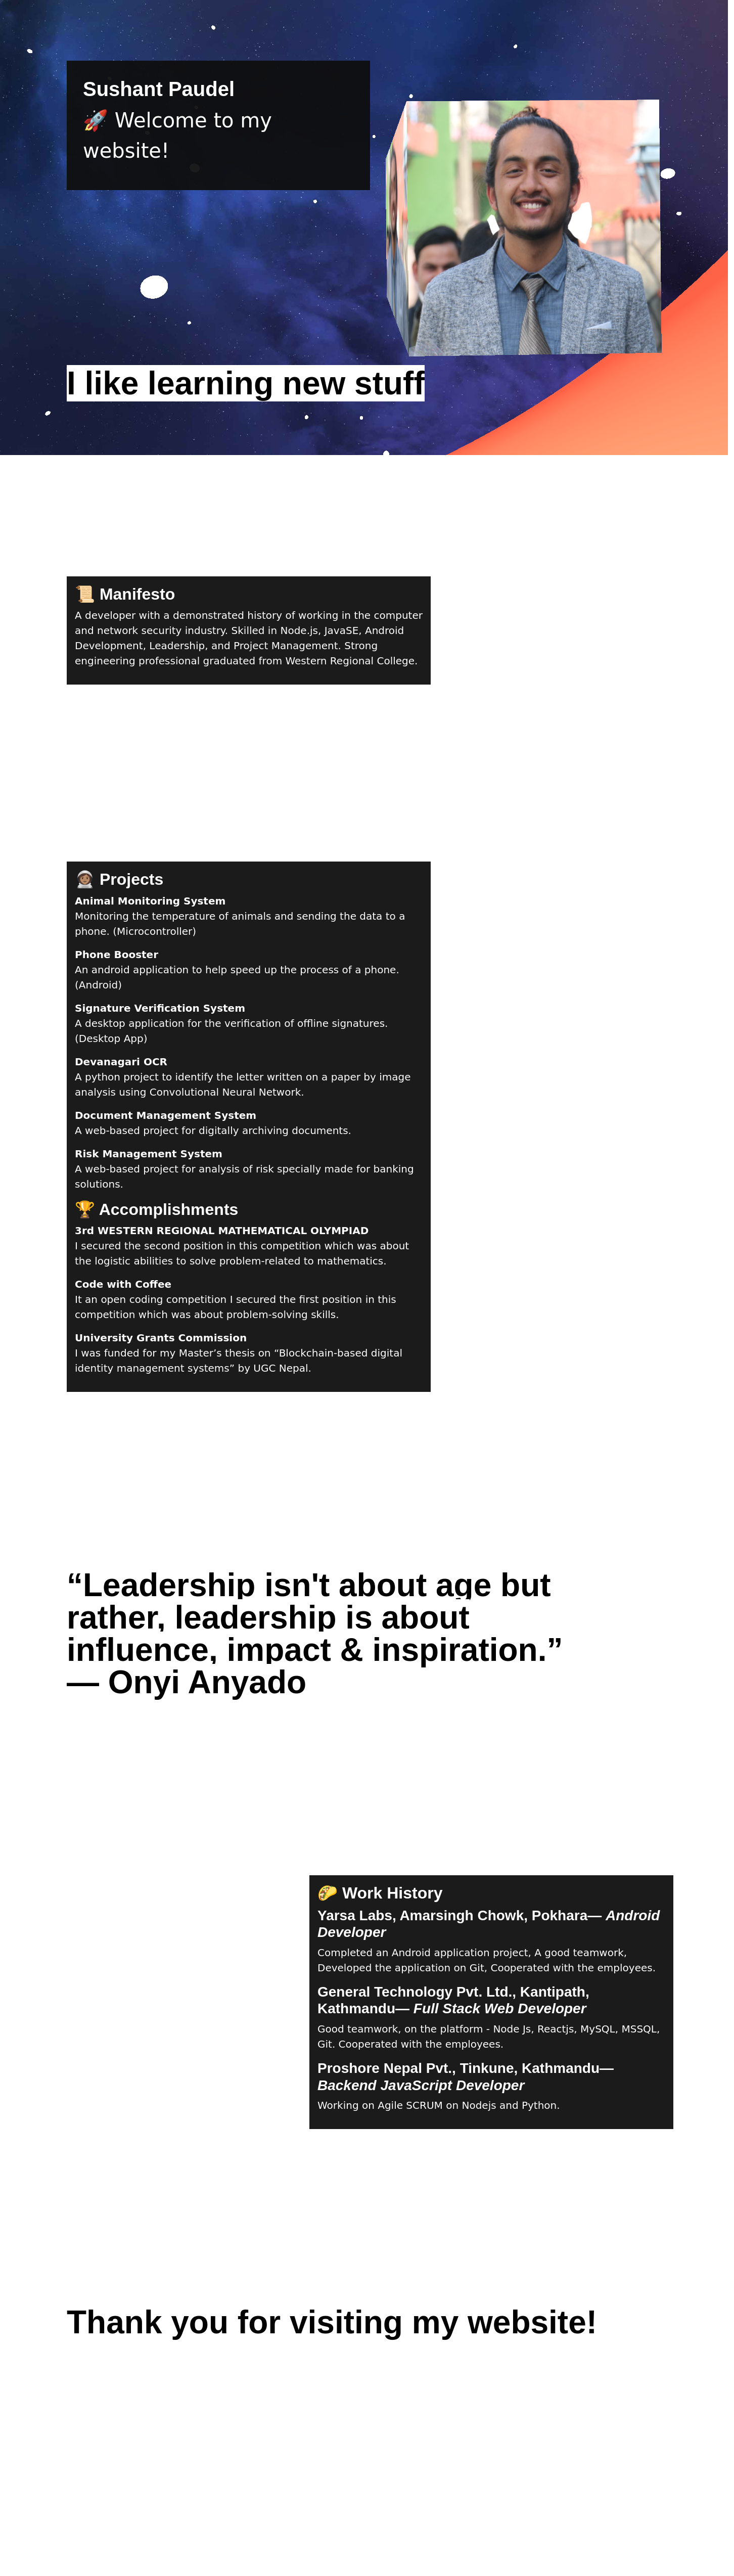 Sushant Paudel
🚀 Welcome to my
website!
I like learning new stuff
📜 Manifesto
A developer with a demonstrated history of working in the computer
and network security industry. Skilled in Node.js, JavaSE, Android
Development, Leadership, and Project Management. Strong
engineering professional graduated from Western Regional College.
👩🏽‍🚀 Projects
Animal Monitoring System
Monitoring the temperature of animals and sending the data to a
phone. (Microcontroller)
Phone Booster
An android application to help speed up the process of a phone.
(Android)
Signature Verification System
A desktop application for the verification of offline signatures.
(Desktop App)
Devanagari OCR
A python project to identify the letter written on a paper by image
analysis using Convolutional Neural Network.
Document Management System
A web-based project for digitally archiving documents.
Risk Management System
A web-based project for analysis of risk specially made for banking
solutions.
🏆 Accomplishments
3rd WESTERN REGIONAL MATHEMATICAL OLYMPIAD
I secured the second position in this competition which was about
the logistic abilities to solve problem-related to mathematics.
Code with Coffee
It an open coding competition I secured the first position in this
competition which was about problem-solving skills.
University Grants Commission
I was funded for my Master’s thesis on “Blockchain-based digital
identity management systems” by UGC Nepal.
“Leadership isn't about age but
rather, leadership is about
influence, impact & inspiration.”
— Onyi Anyado
🌮 Work History
Yarsa Labs, Amarsingh Chowk, Pokhara— Android
Developer
Completed an Android application project, A good teamwork,
Developed the application on Git, Cooperated with the employees.
General Technology Pvt. Ltd., Kantipath,
Kathmandu— Full Stack Web Developer
Good teamwork, on the platform - Node Js, Reactjs, MySQL, MSSQL,
Git. Cooperated with the employees.
Proshore Nepal Pvt., Tinkune, Kathmandu—
Backend JavaScript Developer
Working on Agile SCRUM on Nodejs and Python.
Thank you for visiting my website!